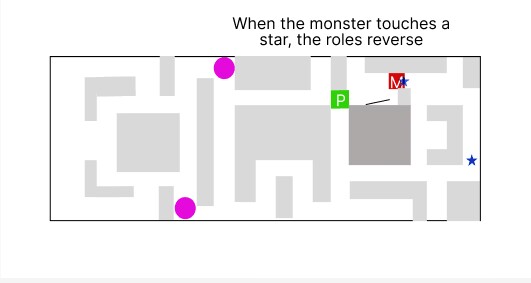 When the monster touches a
star, the roles reverse
M
P